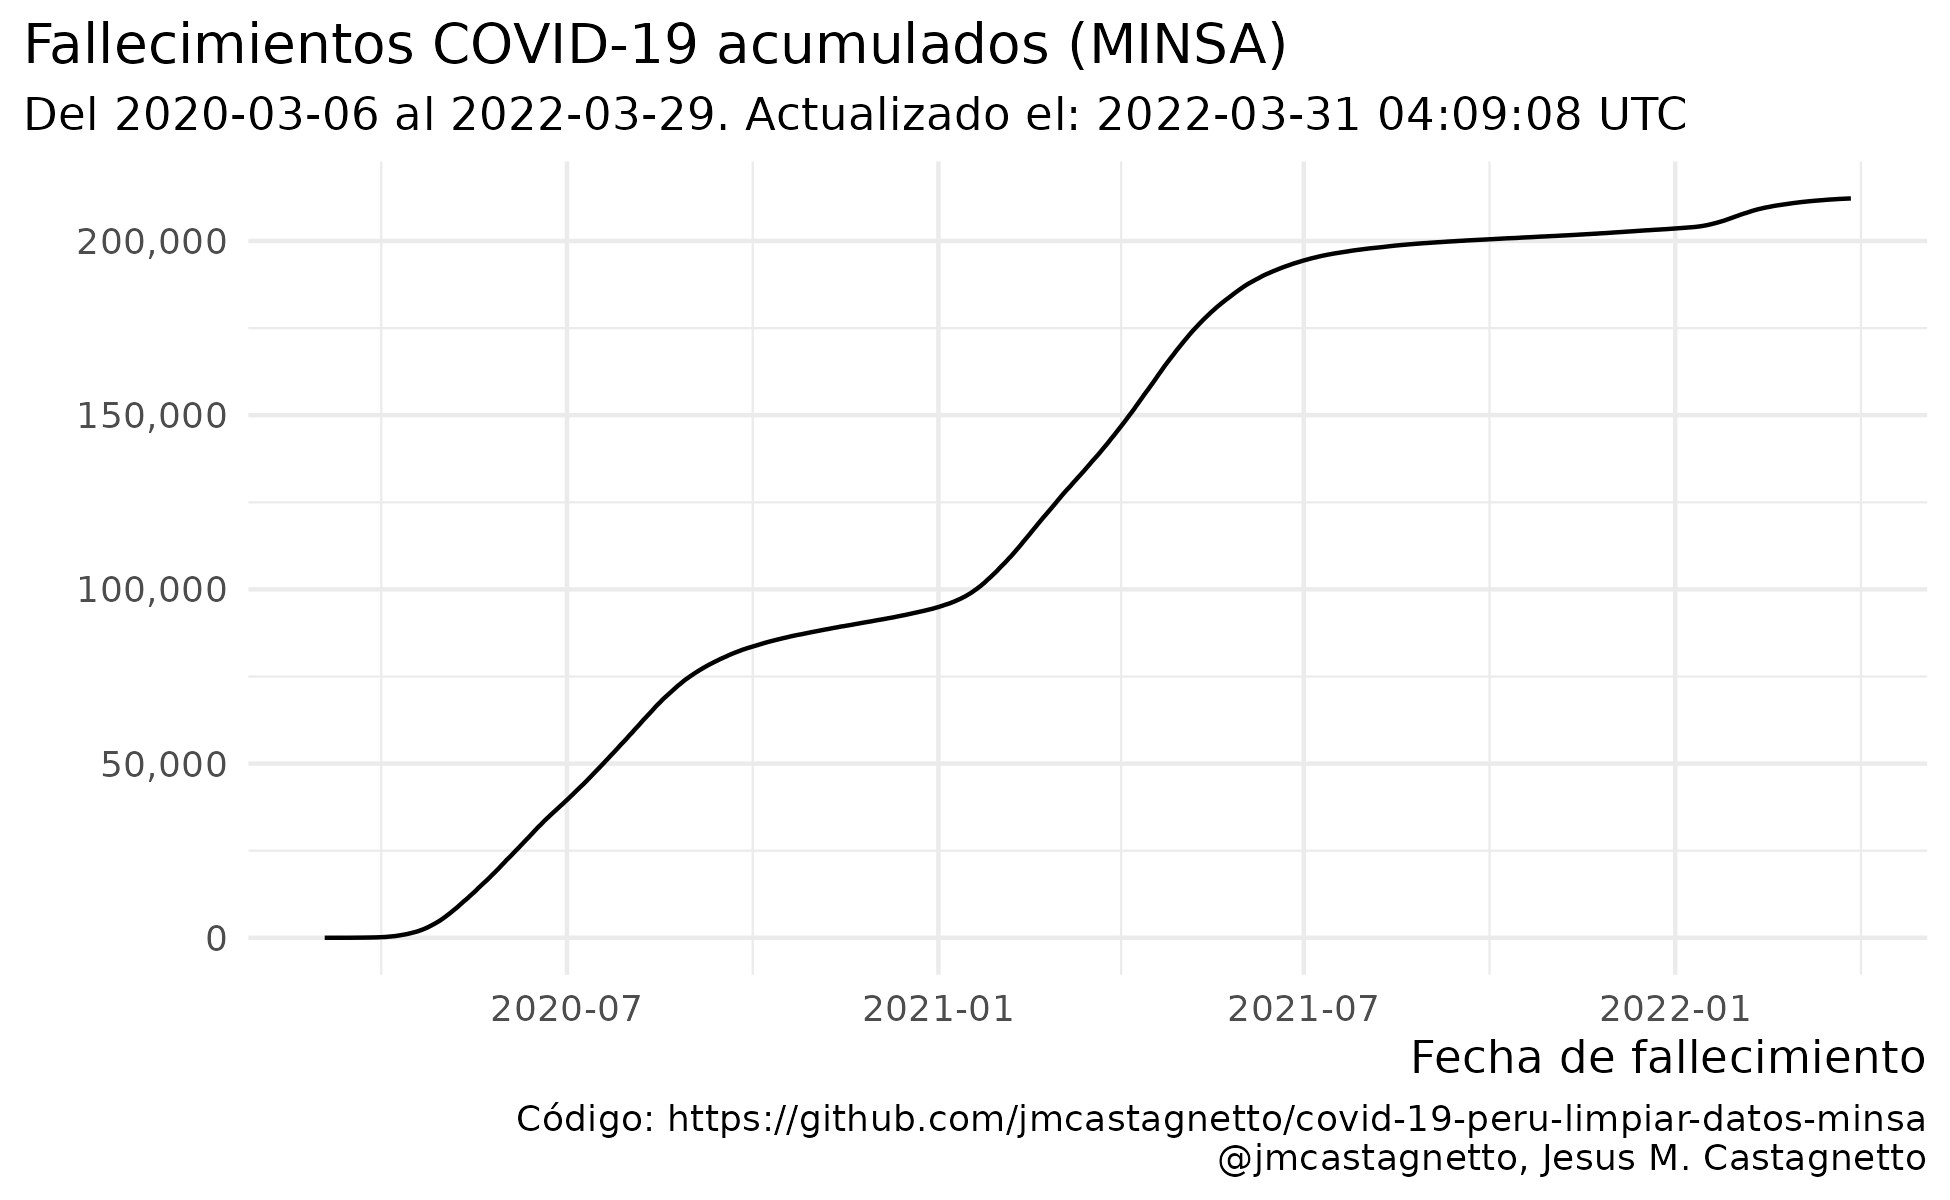 Fallecimientos COVID-19 acumulados (MINSA)
Del 2020-03-06 al 2022-03-29. Actualizado el: 2022-03-31 04:09:08 UTC
200,000
150,000
100,000
50,000
0
2020-07
2021-01
2021-07
2022-01
Fecha de fallecimiento
Código: https://github.com/jmcastagnetto/covid-19-peru-limpiar-datos-minsa
@jmcastagnetto, Jesus M. Castagnetto